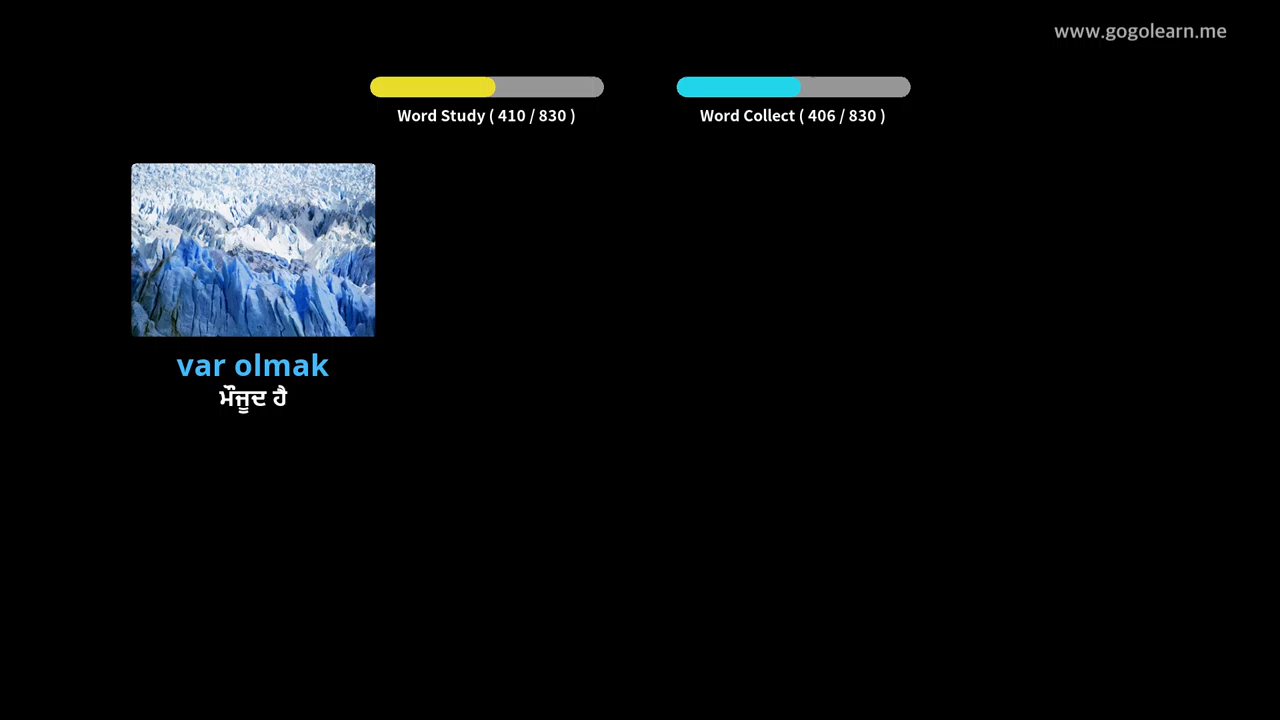 www.gogolearn.me
Word Study ( 410 / 830 )
Word Collect ( 406 / 830 )
var olmak
ਮੌਜੂਦ ਹੈ